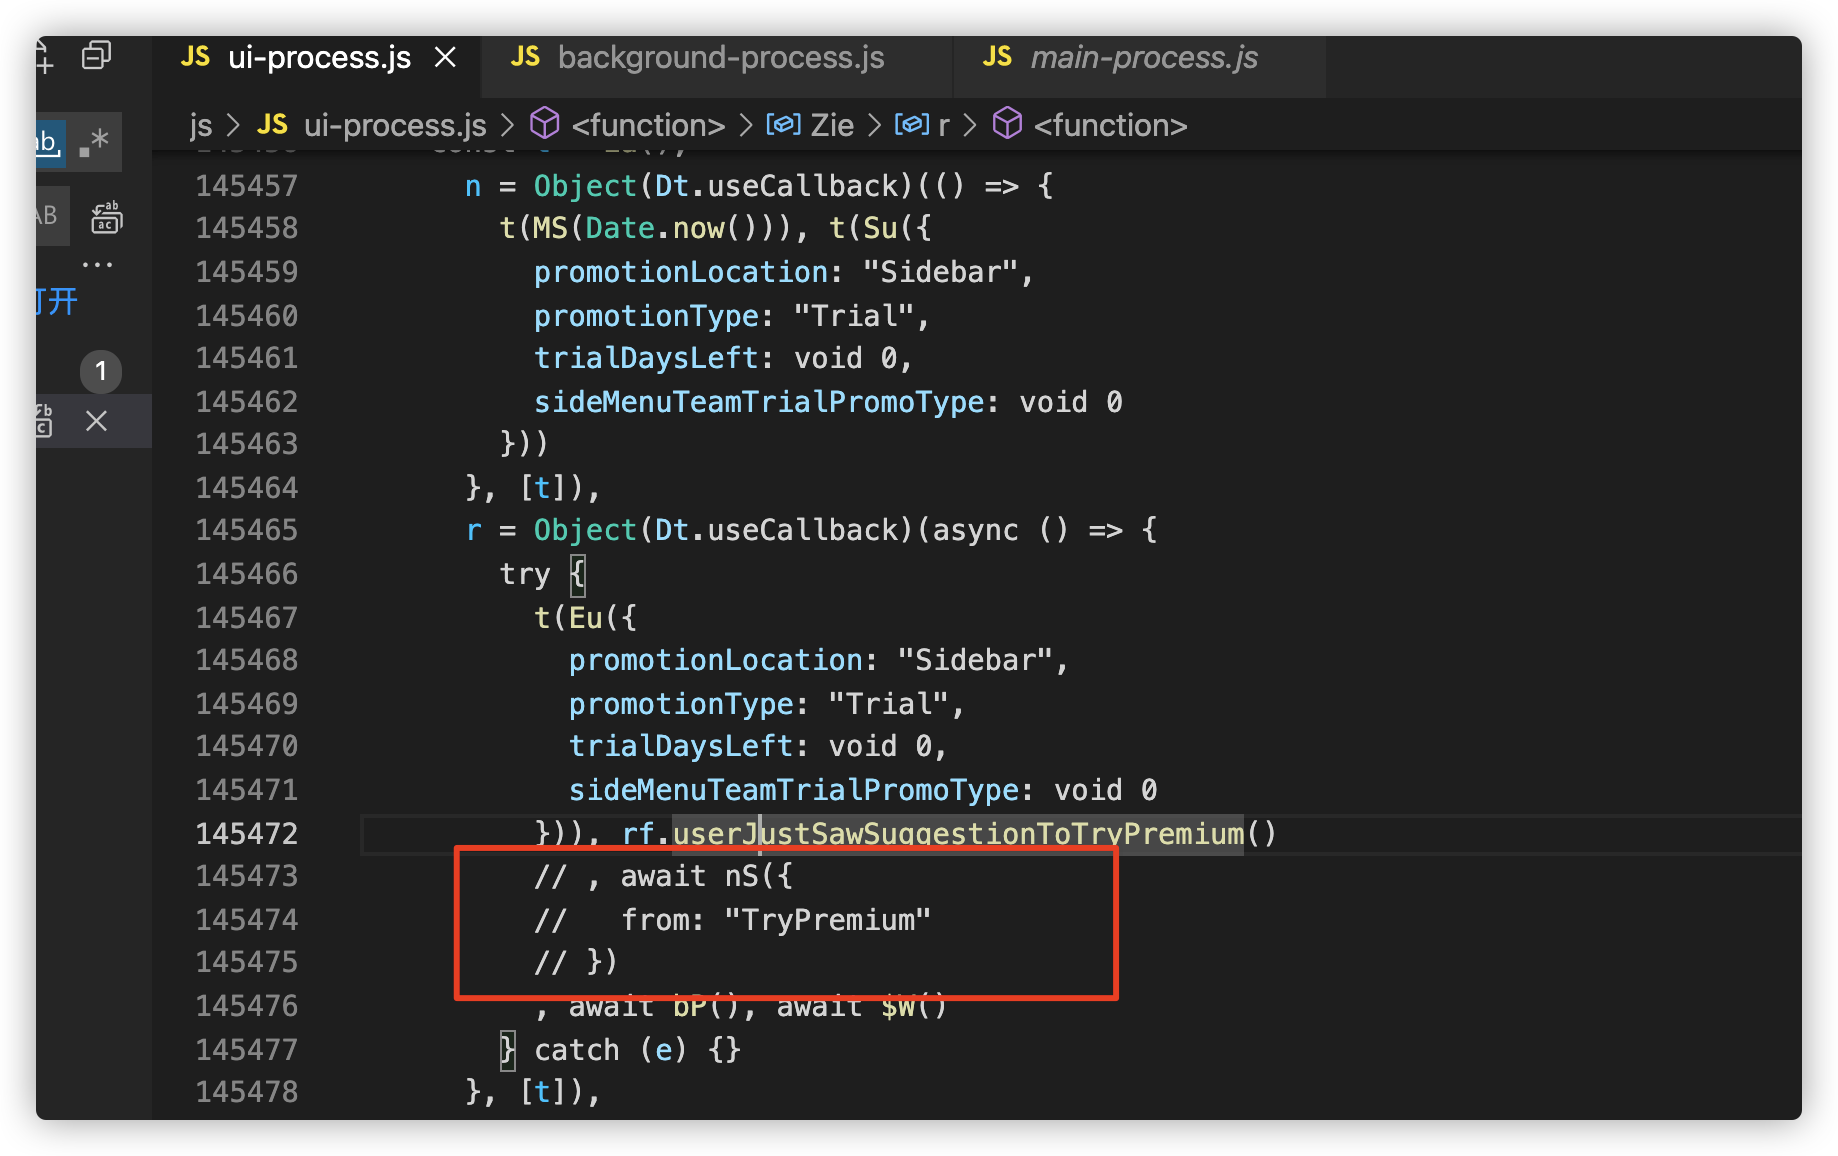 JS ui-process.js JS background-process.js JS main-process.js
js > JS ui-process.js > <function> > Zie > r > <function>
ab .*
AB ab ac
...
打开
1
145457 n = Object(Dt.useCallback)(() => {
145458 t(MS(Date.now())), t(Su({
145459 promotionLocation: "Sidebar",
145460 promotionType: "Trial",
145461 trialDaysLeft: void 0,
145462 sideMenuTeamTrialPromoType: void 0
145463 }))
145464 }, [t]),
145465 r = Object(Dt.useCallback)(async () => {
145466 try {
145467 t(Eu({
145468 promotionLocation: "Sidebar",
145469 promotionType: "Trial",
145470 trialDaysLeft: void 0,
145471 sideMenuTeamTrialPromoType: void 0
145472 })), rf.userJustSawSuggestionToTryPremium()
145473 // , await nS({
145474 // from: "TryPremium"
145475 // })
145476 , await bP(), await $W()
145477 } catch (e) {}
145478 }, [t]),